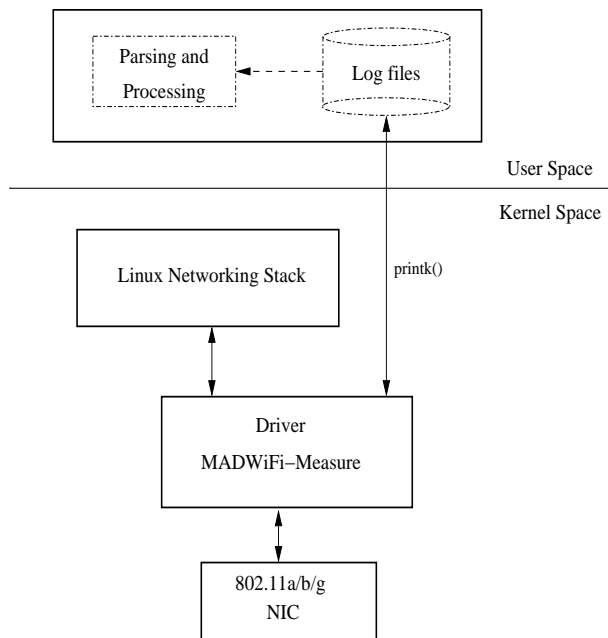 Parsing and
Processing
Log files
User Space
Kernel Space
Linux Networking Stack
printk()
Driver
MADWiFi−Measure
802.11a/b/g
NIC